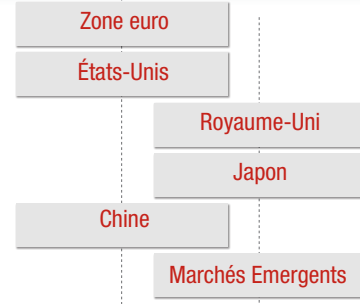 Zone euro
États-Unis
Royaume-Uni
Japon
Chine
Marchés Emergents